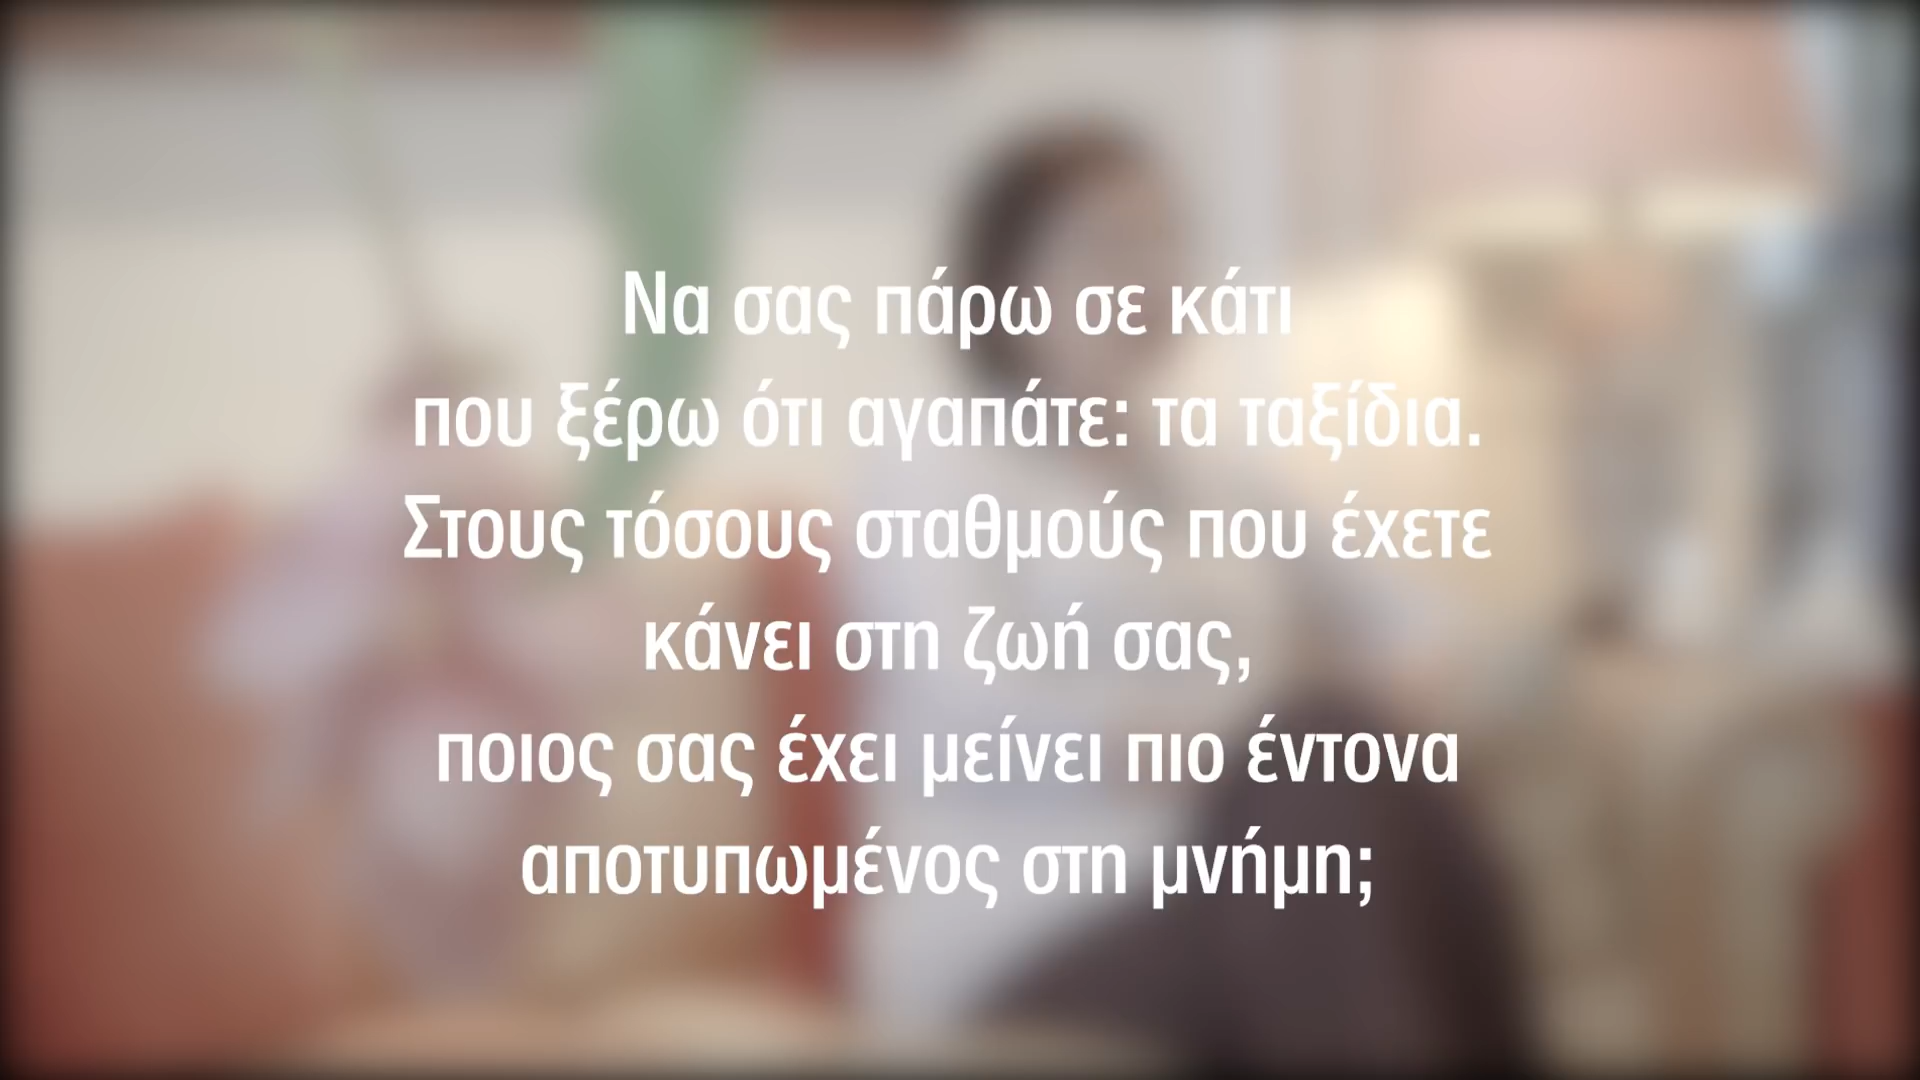 Να σας πάρω σε κάτι
που ξέρω ότι αγαπάτε: τα ταξίδια.
Στους τόσους σταθμούς που έχετε
κάνει στη ζωή σας,
ποιος σας έχει μείνει πιο έντονα
αποτυπωμένος στη μνήμη;